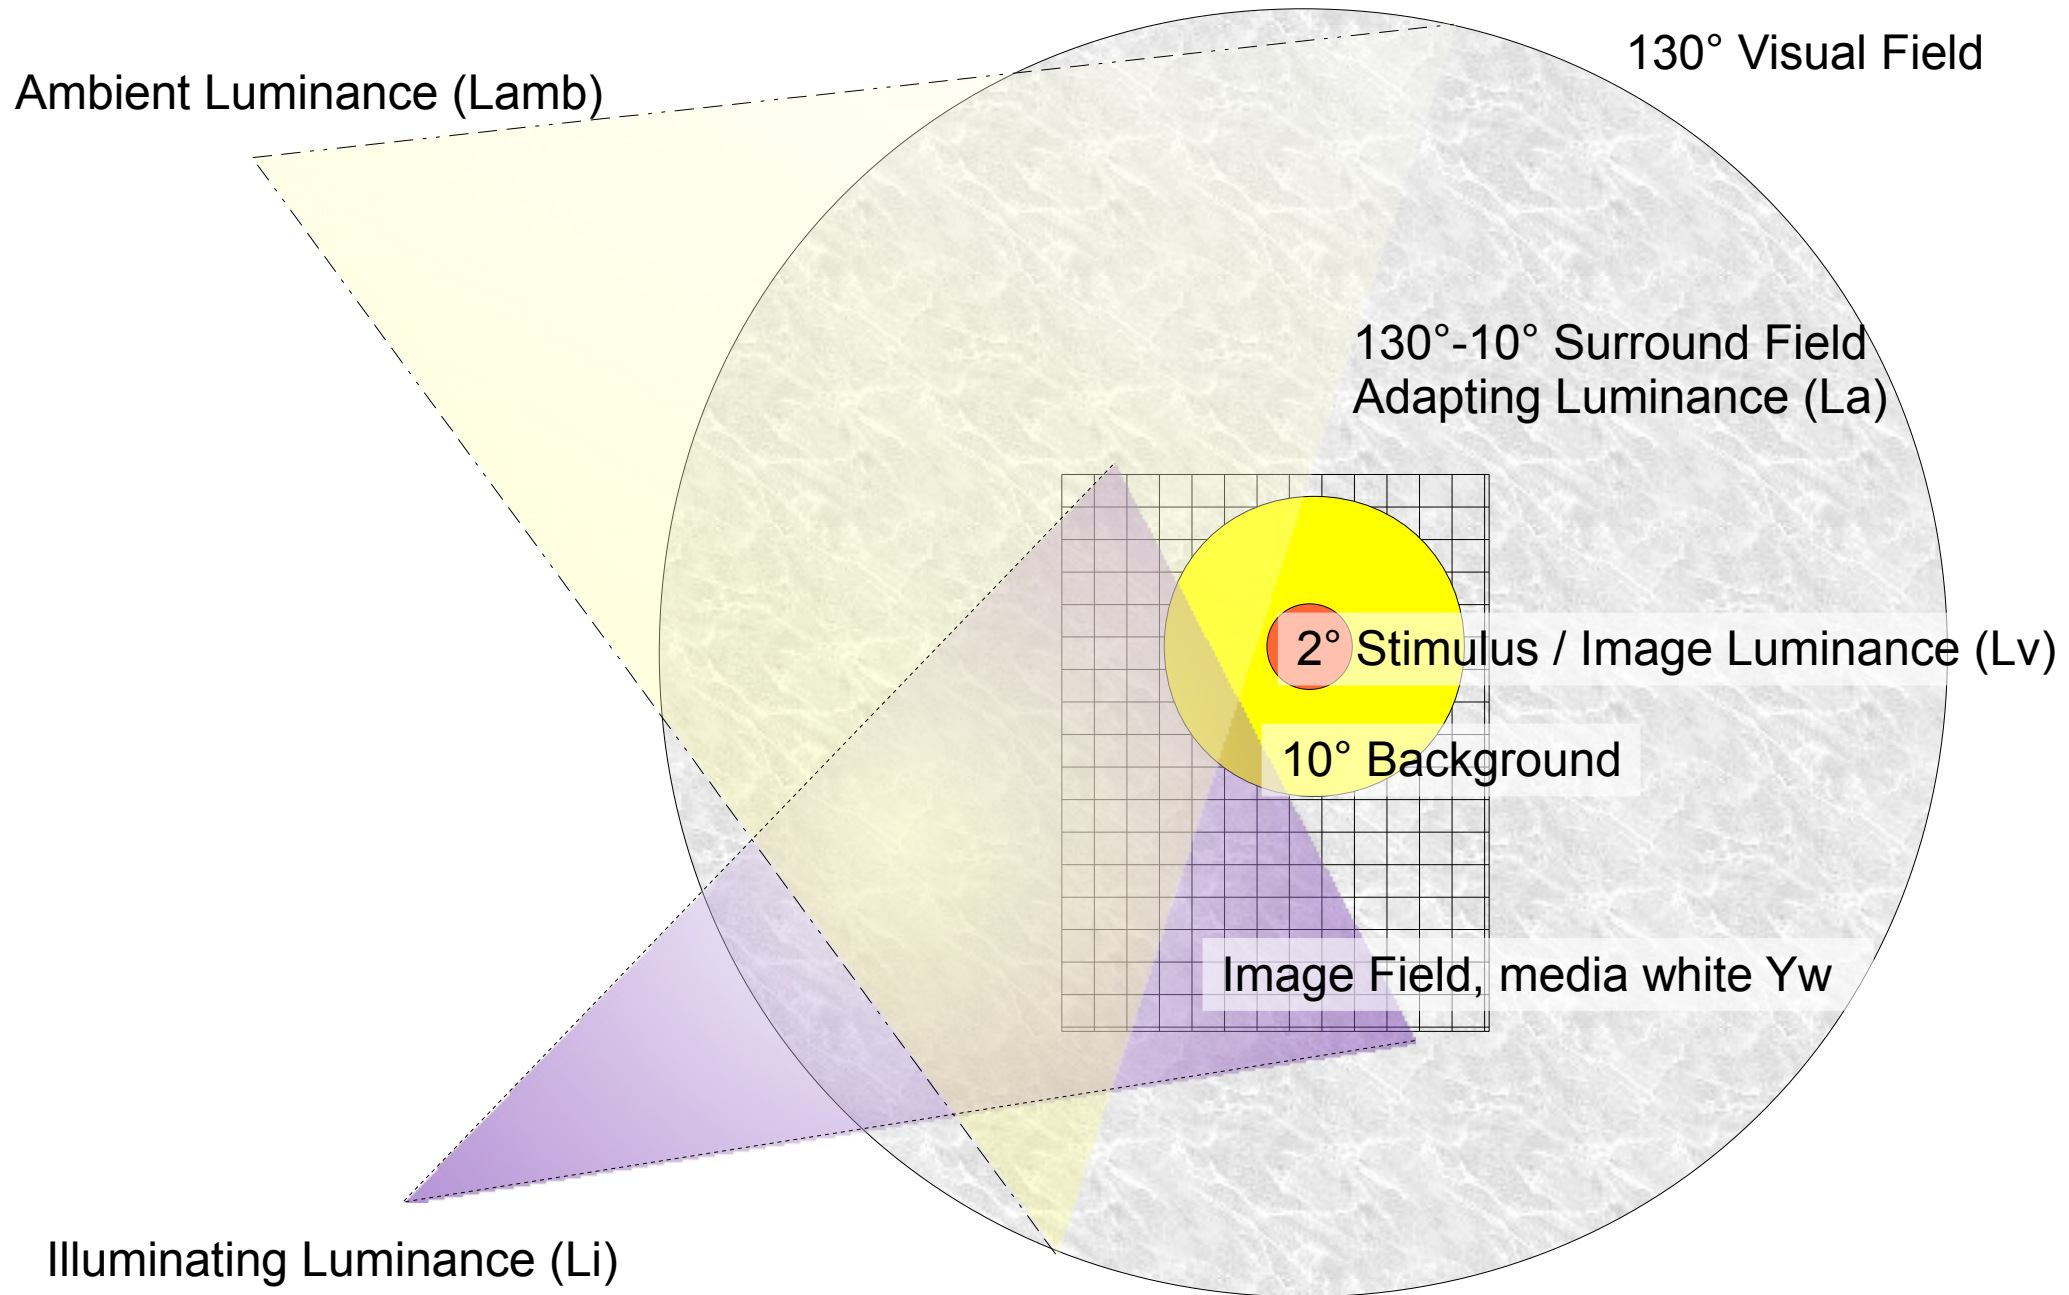 130° Visual Field
Ambient Luminance (Lamb)
130°-10° Surround Field
Adapting Luminance (La)
2° Stimulus / Image Luminance (Lv)
10° Background
Image Field, media white Yw
Illuminating Luminance (Li)